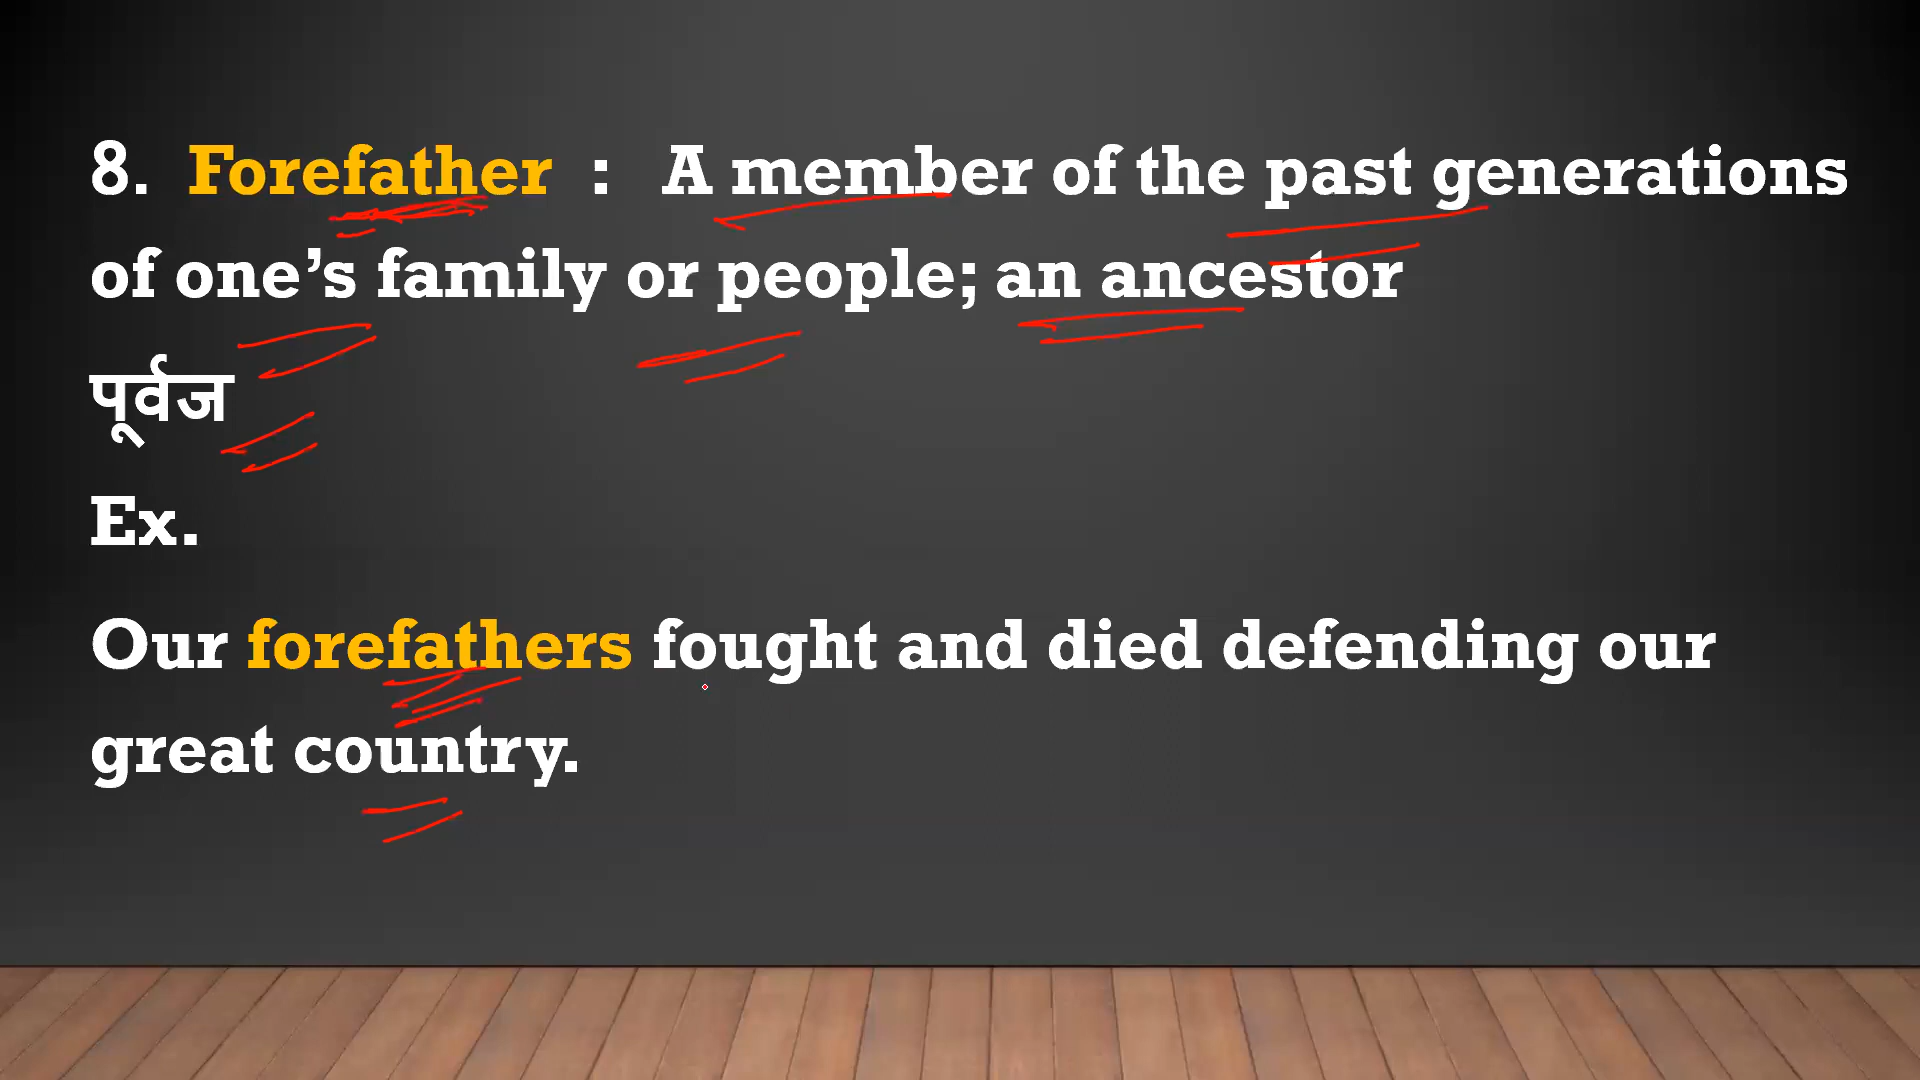 8. Forefather : A member of the past generations
of one’s family or people; an ancestor
पूर्वज
Ex.
Our forefathers fought and died defending our
great country.